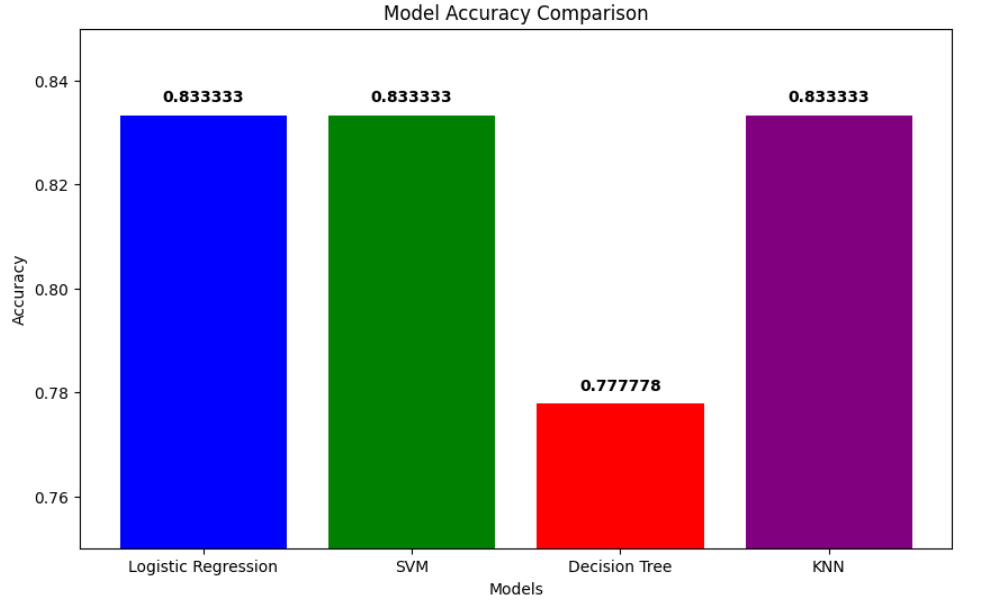 Model Accuracy Comparison
0.84
0.82
0.80
0.78
0.76
Accuracy
0.833333
0.833333
0.777778
0.833333
Logistic Regression
SVM
Decision Tree
KNN
Models